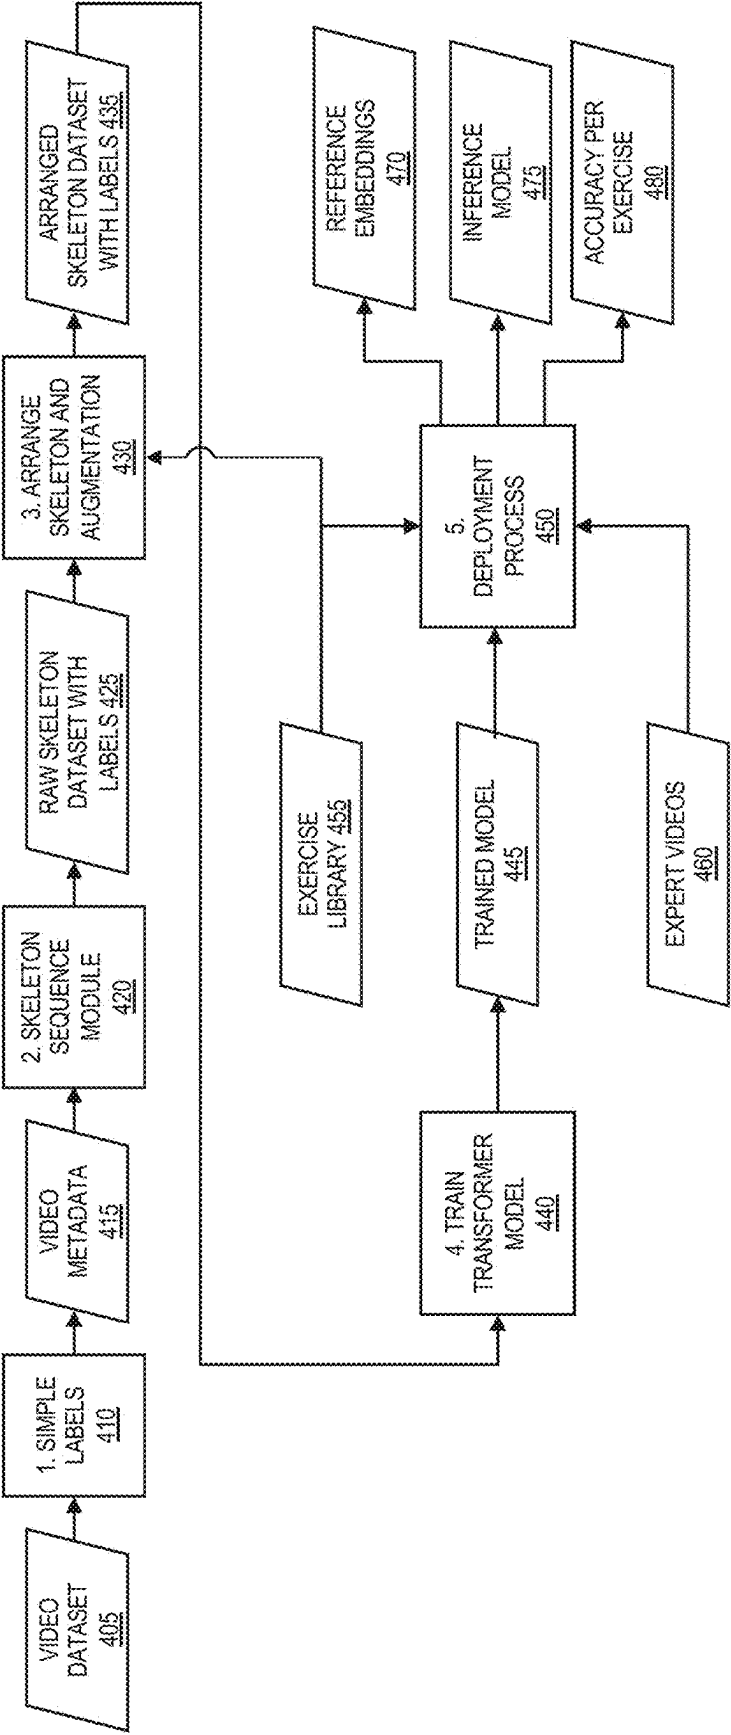 VIDEO
DATASET
405
1. SIMPLE
LABELS
410
VIDEO
METADATA
415
2. SKELETON
SEQUENCE
MODULE
420
RAW SKELETON
DATASET WITH
LABELS 425
3. ARRANGE
SKELETON AND
AUGMENTATION
430
ARRANGED
SKELETON DATASET
WITH LABELS 435
4. TRAIN
TRANSFORMER
MODEL
440
EXERCISE
LIBRARY 455
TRAINED MODEL
445
EXPERT VIDEOS
460
5.
DEPLOYMENT
PROCESS
450
REFERENCE
EMBEDDINGS
470
INFERENCE
MODEL
475
ACCURACY PER
EXERCISE
480